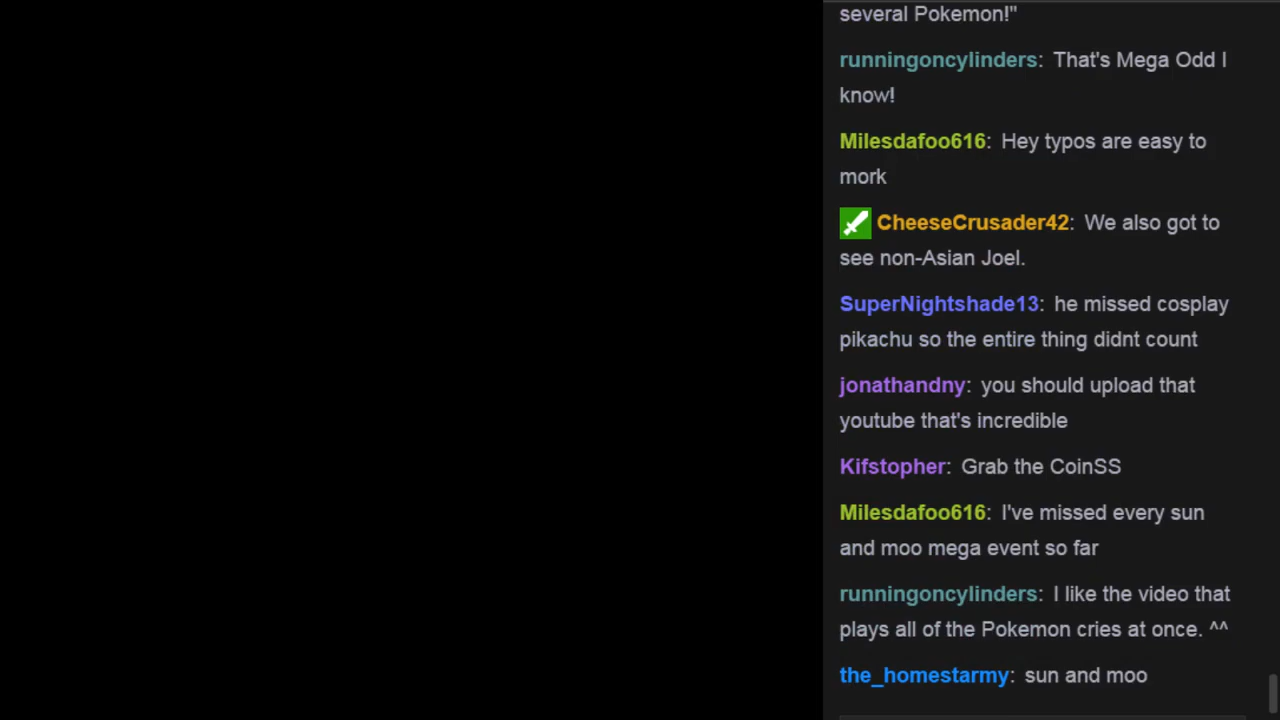 several Pokemon!"
runningoncylinders: That's Mega Odd I
know!
Milesdafoo616: Hey typos are easy to
mork
CheeseCrusader42: We also got to
see non-Asian Joel.
SuperNightshade13: he missed cosplay
pikachu so the entire thing didnt count
jonathandny: you should upload that
youtube that's incredible
Kifstopher: Grab the CoinSS
Milesdafoo616: I've missed every sun
and moo mega event so far
runningoncylinders: I like the video that
plays all of the Pokemon cries at once. ^^
the_homestarmy: sun and moo